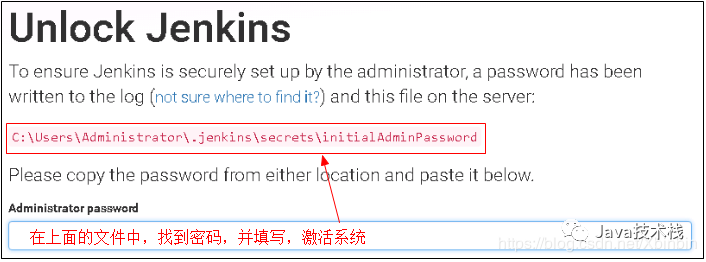 Unlock Jenkins
To ensure Jenkins is securely set up by the administrator, a password has been
written to the log (not sure where to find it?) and this file on the server:
C:\Users\Administrator\.jenkins\secrets\initialAdminPassword
Please copy the password from either location and paste it below.
Administrator password
在上面的文件中，找到密码，并填写，激活系统
Java技术栈
https://blog.csdn.net/Xbinbin